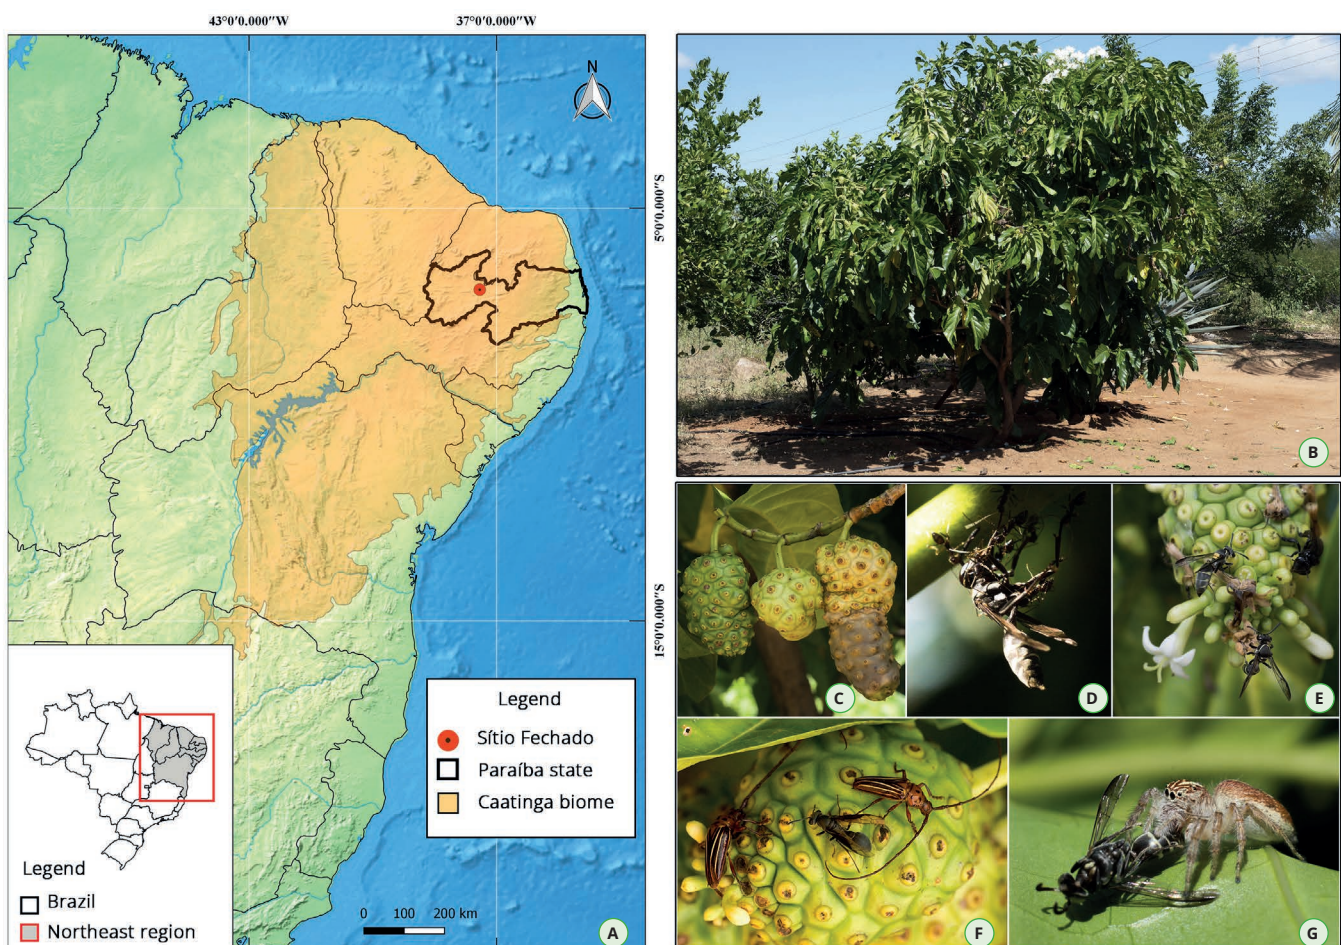 43°0'0.000"W
37°0'0.000"W
N
5°0'0.000"S
15°0'0.000"S
Legend
Sítio Fechado
Paraíba state
Caatinga biome
Legend
Brazil
Northeast region
0 100 200 km
A
B
C
D
E
F
G